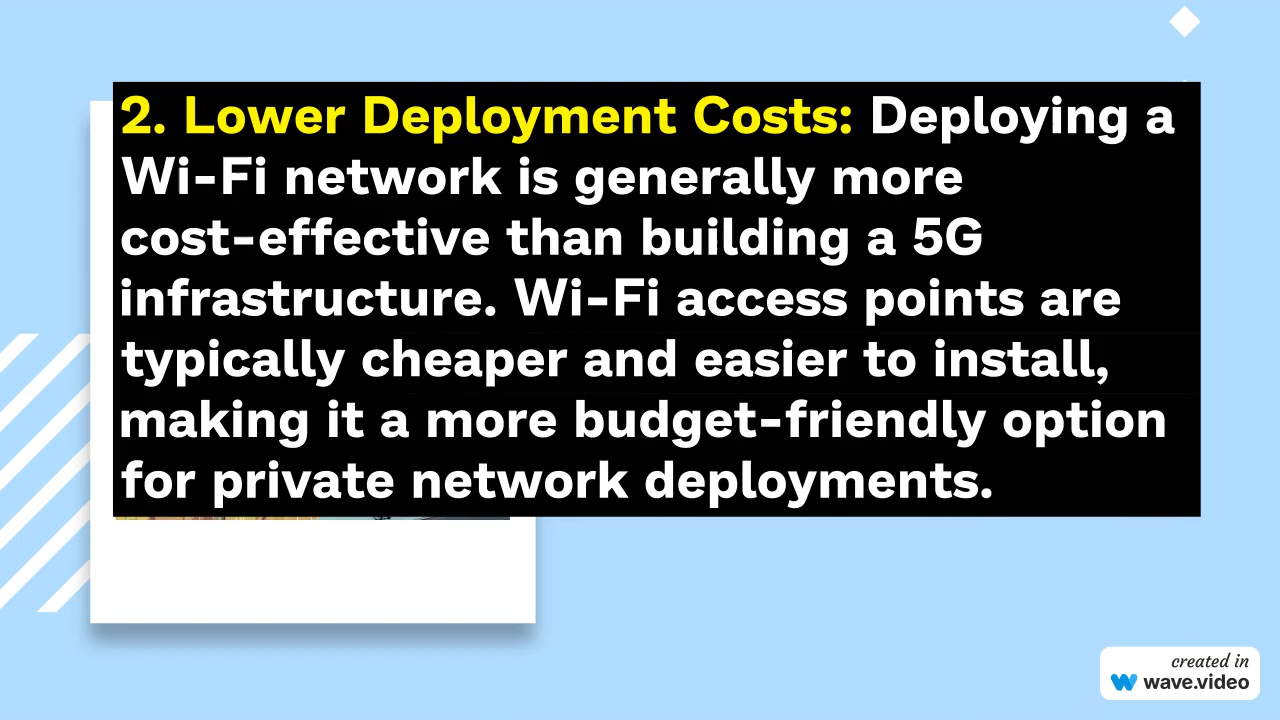 2. Lower Deployment Costs: Deploying a
Wi-Fi network is generally more
cost-effective than building a 5G
infrastructure. Wi-Fi access points are
typically cheaper and easier to install,
making it a more budget-friendly option
for private network deployments.
created in
wave.video